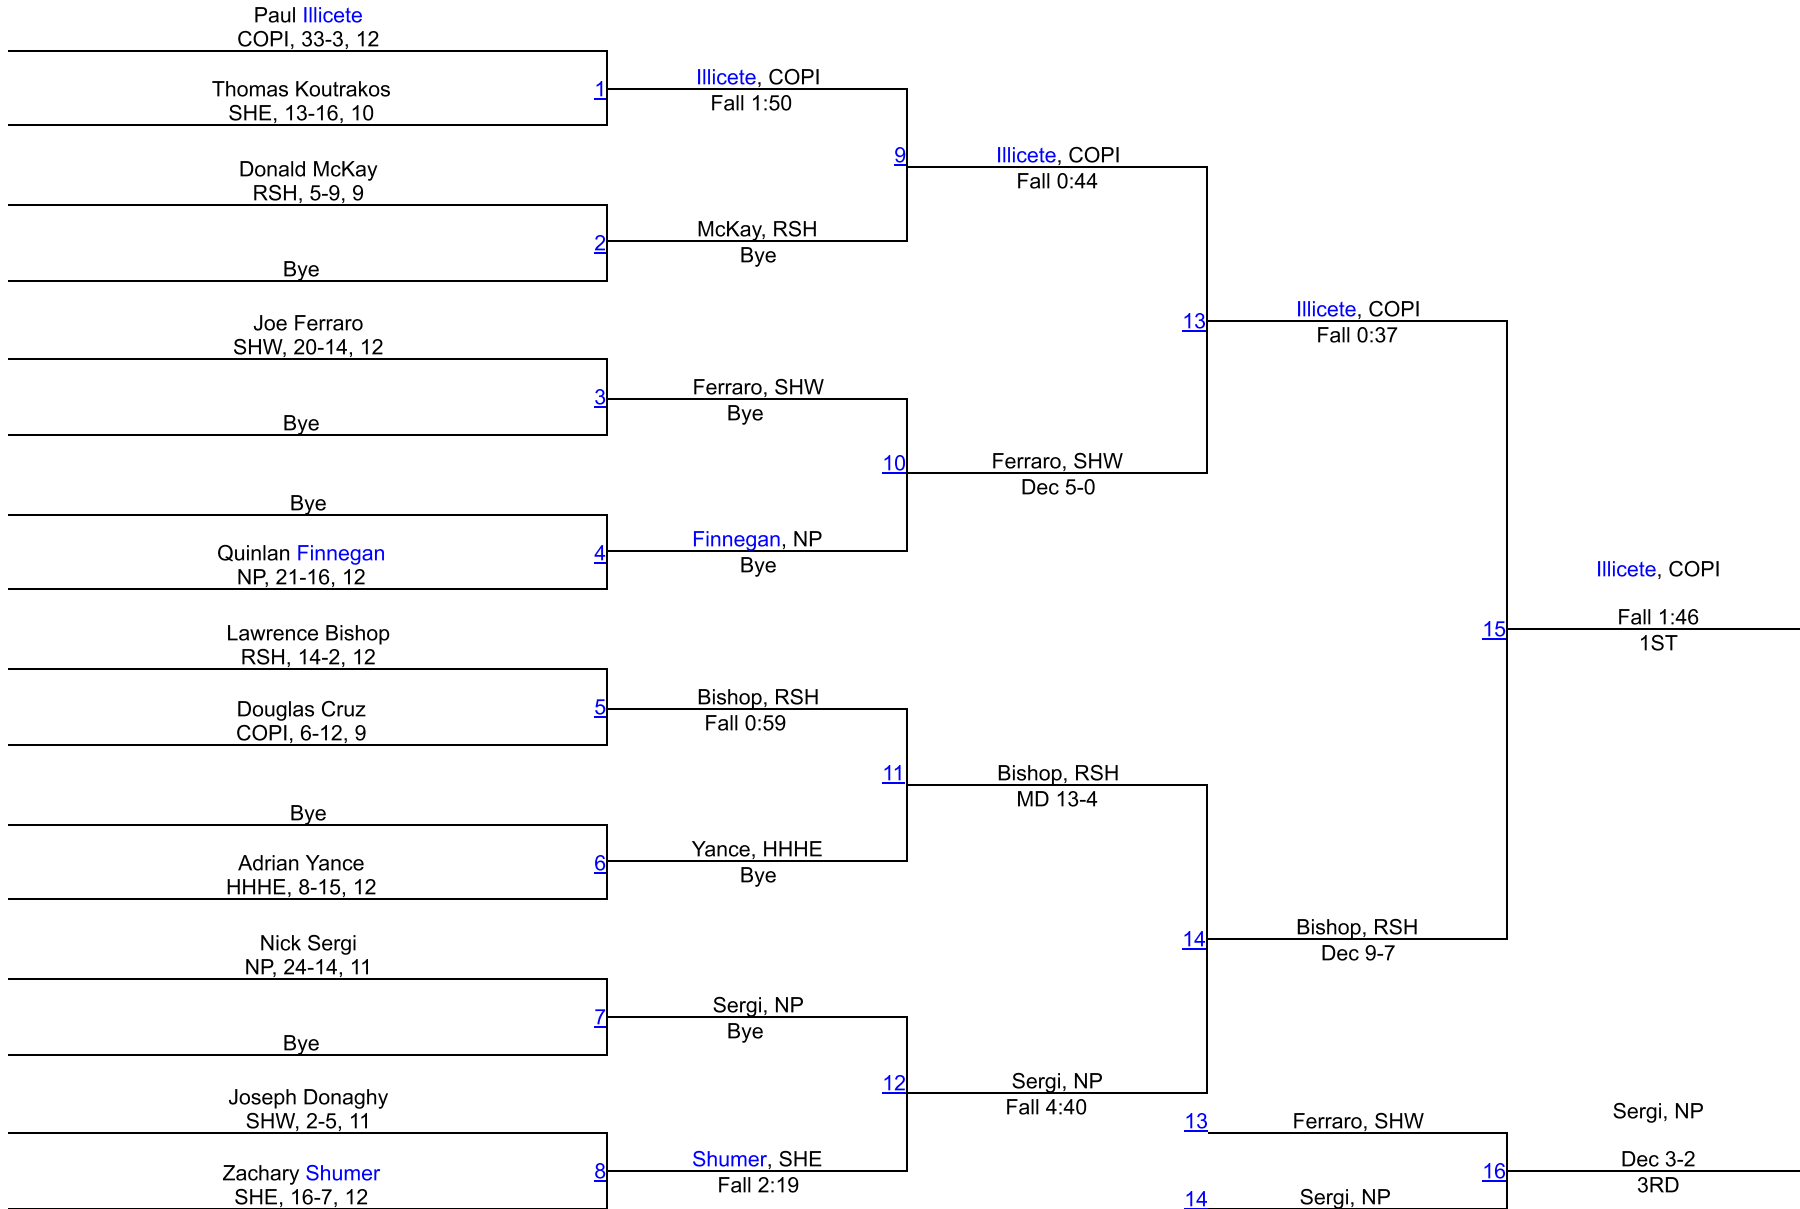 Paul Illicete
COPI, 33-3, 12
Thomas Koutrakos
SHE, 13-16, 10
1
Donald McKay
RSH, 5-9, 9
2
Bye
Joe Ferraro
SHW, 20-14, 12
3
Bye
Bye
Quinlan Finnegan
NP, 21-16, 12
4
Lawrence Bishop
RSH, 14-2, 12
Douglas Cruz
COPI, 6-12, 9
5
Bye
Adrian Yance
HHHE, 8-15, 12
6
Nick Sergi
NP, 24-14, 11
7
Bye
Joseph Donaghy
SHW, 2-5, 11
Zachary Shumer
SHE, 16-7, 12
8
Illicete, COPI
Fall 1:50
9
McKay, RSH
Bye
Ferraro, SHW
Bye
10
Finnegan, NP
Bye
Bishop, RSH
Fall 0:59
11
Yance, HHHE
Bye
Sergi, NP
Bye
12
Shumer, SHE
Fall 2:19
Illicete, COPI
Fall 0:44
13
Ferraro, SHW
Dec 5-0
Bishop, RSH
MD 13-4
14
Sergi, NP
Fall 4:40
Illicete, COPI
Fall 0:37
15
Bishop, RSH
Dec 9-7
Illicete, COPI
Fall 1:46
1ST
13
Ferraro, SHW
16
14
Sergi, NP
Sergi, NP
Dec 3-2
3RD